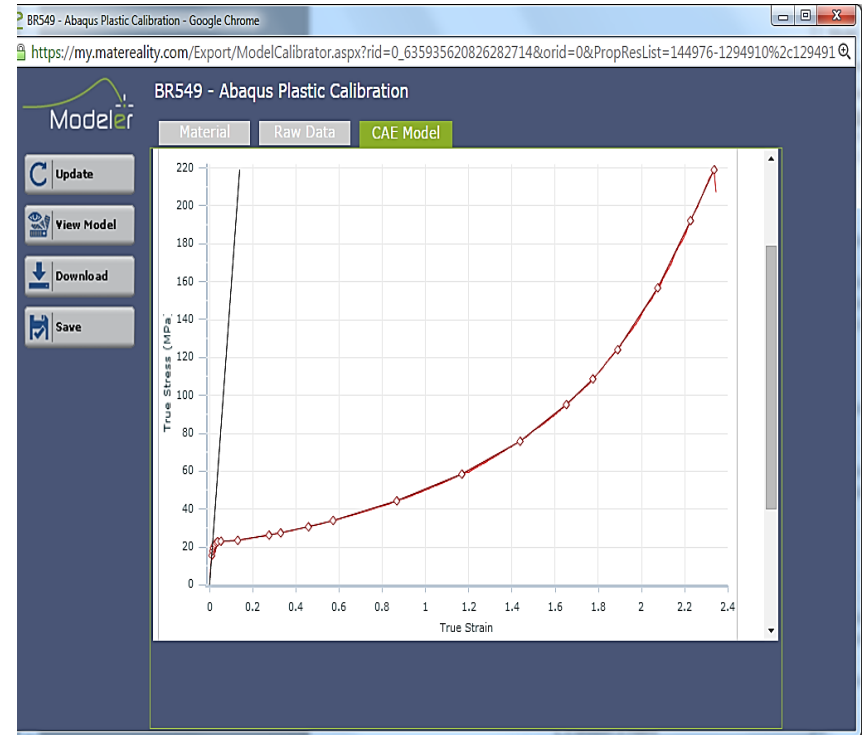 BR549 - Abaqus Plastic Calibration - Google Chrome
https://my.matereality.com/Export/ModelCalibrator.aspx?rid=0_635935620826282714&orid=0&PropResList=144976-1294910%2c129491
Modeler
BR549 - Abaqus Plastic Calibration
Material Raw Data CAE Model
Update
View Model
Download
Save
True Stress (MPa)
220
200
180
160
140
120
100
80
60
40
20
0
0 0.2 0.4 0.6 0.8 1 1.2 1.4 1.6 1.8 2 2.2 2.4
True Strain